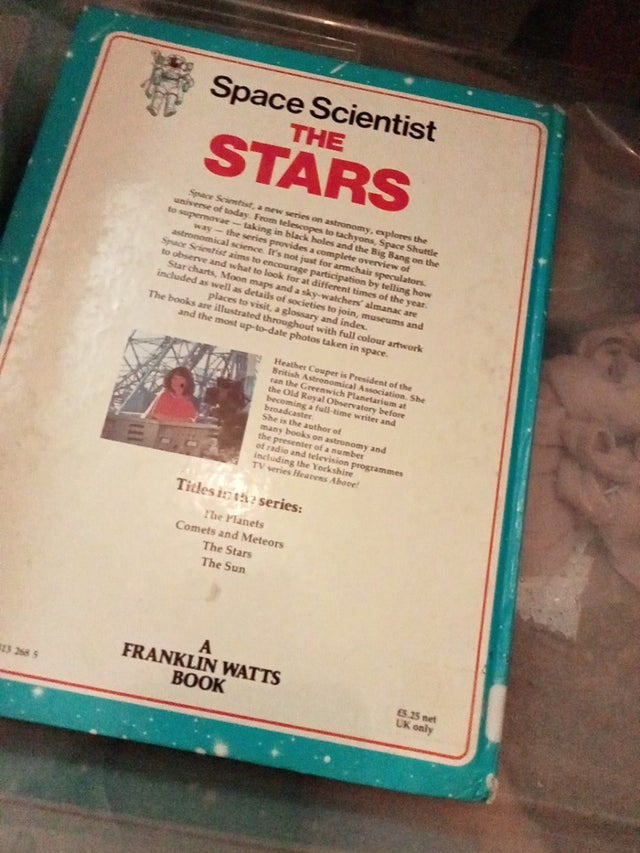 Space Scientist
THE
STARS
Space Scientist, a new series on astronomy, explores the
universe of today. From telescopes to tachyons, Space Shuttle
to supernovae — taking in black holes and the Big Bang on the
way — the series provides a complete overview of
astronomical science. It's not just for armchair speculators.
Space Scientist aims to encourage participation by telling how
to observe and what to look for at different times of the year.
Star charts, Moon maps and a sky-watchers' almanac are
included as well as details of societies to join, museums and
places to visit, a glossary and index.
The books are illustrated throughout with full colour artwork
and the most up-to-date photos taken in space.
Heather Couper is President of the
British Astronomical Association. She
ran the Greenwich Planetarium at
the Old Royal Observatory before
becoming a full-time writer and
broadcaster.
She is the author of
many books on astronomy and
the presenter of a number
of radio and television programmes
including the Yorkshire
TV series Heavens Above!
Titles in the series:
The Planets
Comets and Meteors
The Stars
The Sun
A
FRANKLIN WATTS
BOOK
13 268 5
£5.25 net
UK only